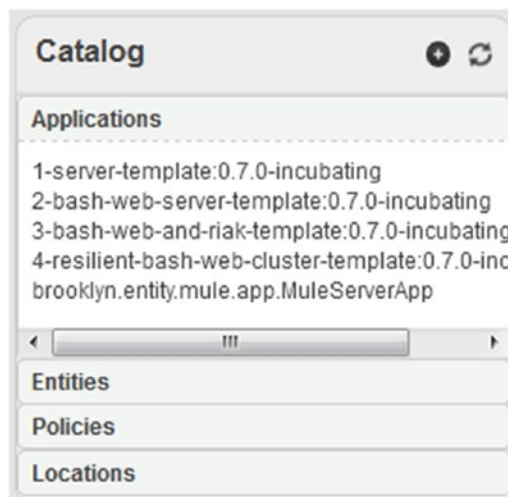 Catalog
Applications
1-server-template:0.7.0-incubating
2-bash-web-server-template:0.7.0-incubating
3-bash-web-and-riak-template:0.7.0-incubating
4-resilient-bash-web-cluster-template:0.7.0-inc
brooklyn.entity.mule.app.MuleServerApp
Entities
Policies
Locations